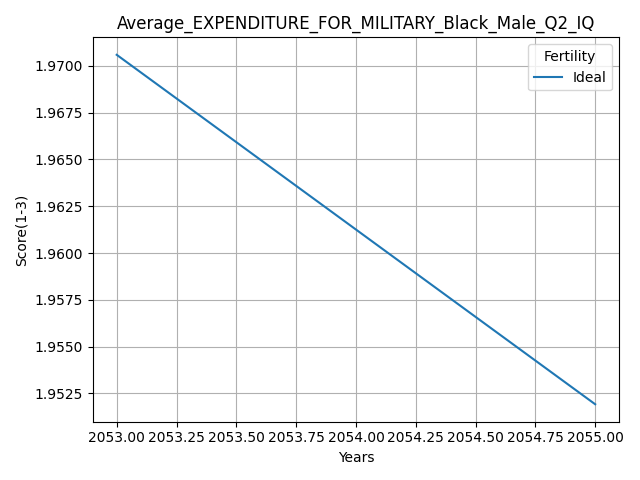 Average_EXPENDITURE_FOR_MILITARY_Black_Male_Q2_IQ
Fertility
Ideal
Score(1-3)
1.9700
1.9675
1.9650
1.9625
1.9600
1.9575
1.9550
1.9525
2053.00 2053.25 2053.50 2053.75 2054.00 2054.25 2054.50 2054.75 2055.00
Years